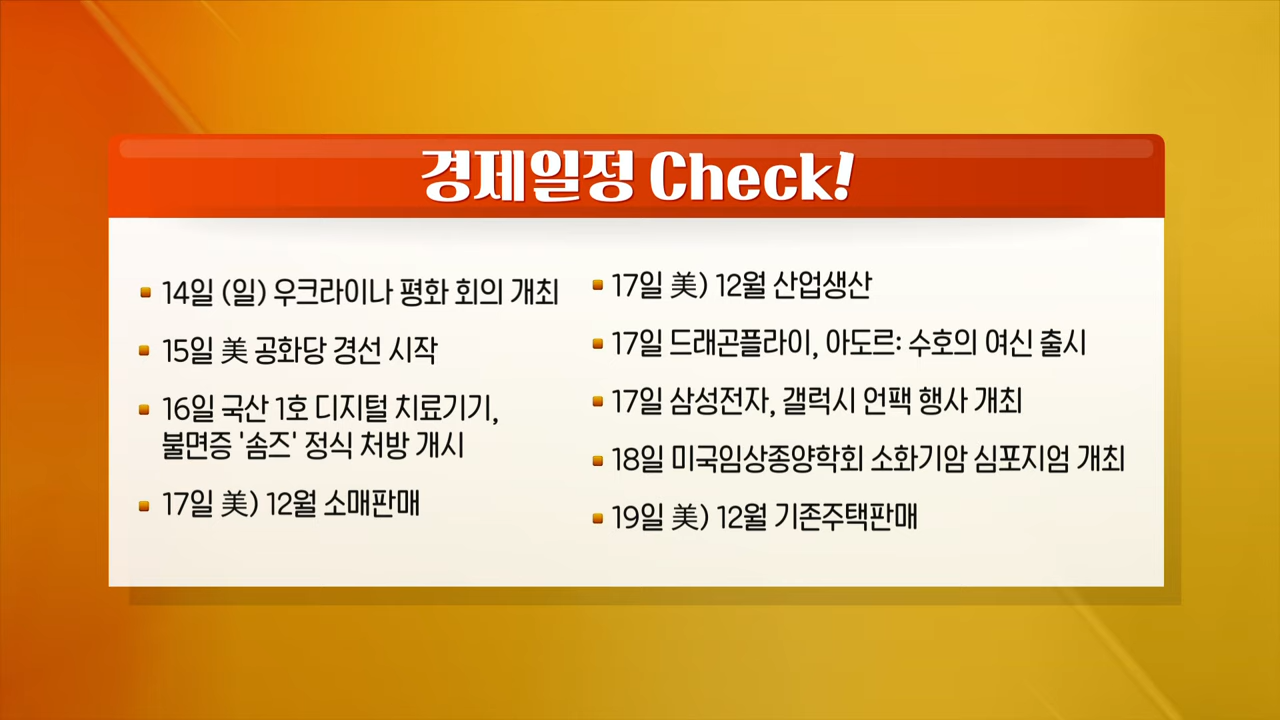 경제일정 Check!
14일 (일) 우크라이나 평화 회의 개최
15일 美 공화당 경선 시작
16일 국산 1호 디지털 치료기기,
불면증 '솜즈' 정식 처방 개시
17일 美) 12월 소매판매
17일 美) 12월 산업생산
17일 드래곤플라이, 아도르: 수호의 여신 출시
17일 삼성전자, 갤럭시 언팩 행사 개최
18일 미국임상종양학회 소화기암 심포지엄 개최
19일 美) 12월 기존주택판매